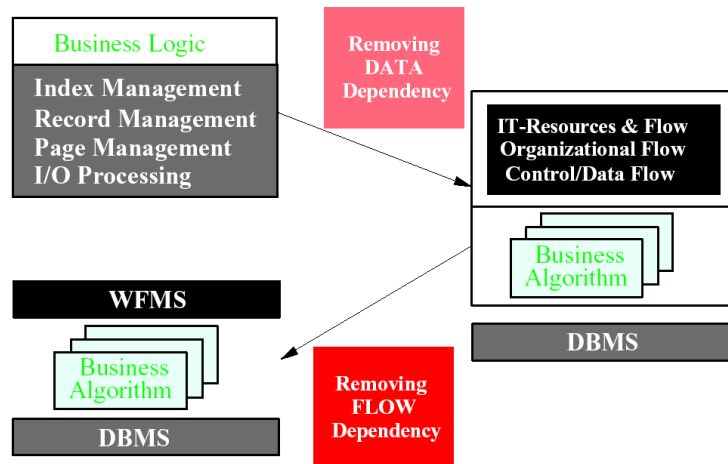 Business Logic
Index Management
Record Management
Page Management
I/O Processing
Removing
DATA
Dependency
IT-Resources & Flow
Organizational Flow
Control/Data Flow
Business
Algorithm
DBMS
WFMS
Business
Algorithm
DBMS
Removing
FLOW
Dependency